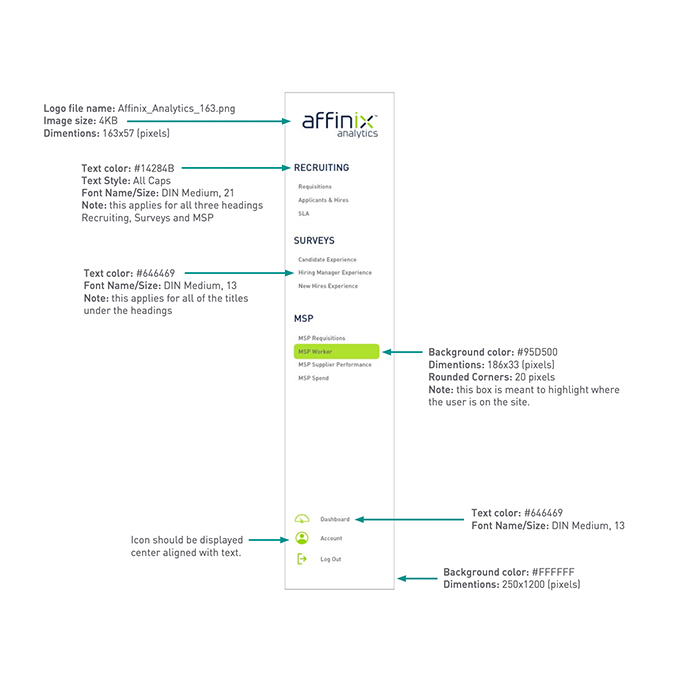 Logo file name: Affinix_Analytics_163.png
Image size: 4KB
Dimentions: 163x57 (pixels)
affinix™
analytics
Text color: #14284B
Text Style: All Caps
Font Name/Size: DIN Medium, 21
Note: this applies for all three headings
Recruiting, Surveys and MSP
RECRUITING
Requisitions
Applicants & Hires
SLA
SURVEYS
Candidate Experience
Hiring Manager Experience
New Hires Experience
Text color: #646469
Font Name/Size: DIN Medium, 13
Note: this applies for all of the titles
under the headings
MSP
MSP Requisitions
MSP Worker
MSP Supplier Performance
MSP Spend
Background color: #95D500
Dimentions: 186x33 (pixels)
Rounded Corners: 20 pixels
Note: this box is meant to highlight where
the user is on the site.
Dashboard
Account
Log Out
Text color: #646469
Font Name/Size: DIN Medium, 13
Icon should be displayed
center aligned with text.
Background color: #FFFFFF
Dimentions: 250x1200 (pixels)